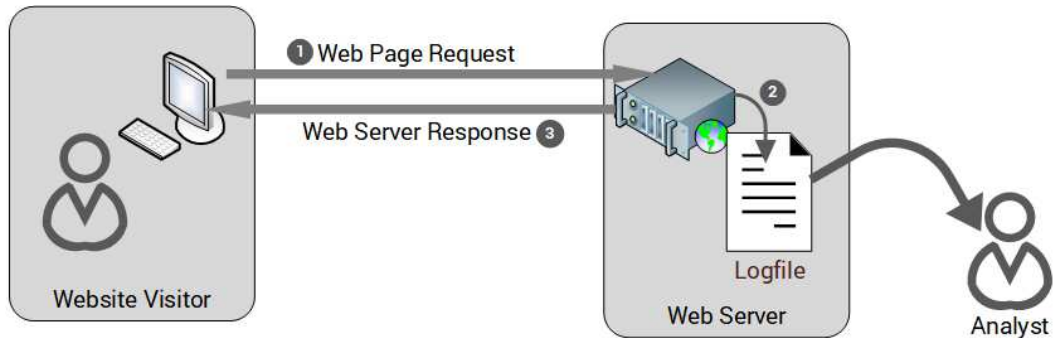 1 Web Page Request
2
Web Server Response 3
Logfile
Website Visitor
Web Server
Analyst